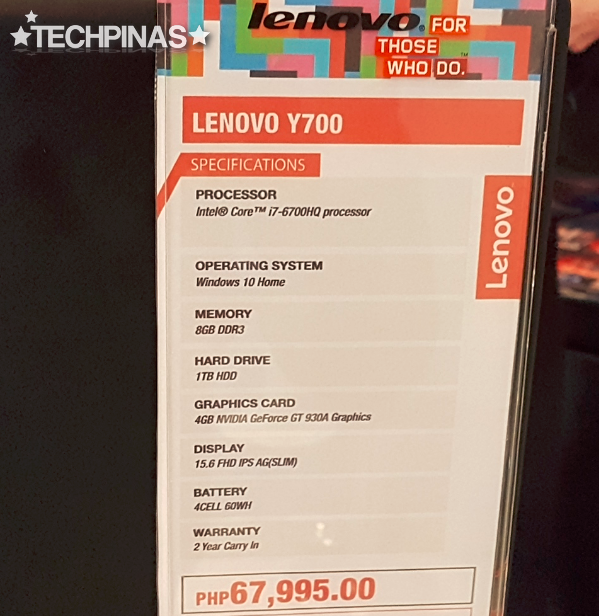 ★TECHPINAS★
lenovo FOR
THOSE
WHO DO.™
LENOVO Y700
SPECIFICATIONS
PROCESSOR
Intel® Core™ i7-6700HQ processor
OPERATING SYSTEM
Windows 10 Home
MEMORY
8GB DDR3
HARD DRIVE
1TB HDD
GRAPHICS CARD
4GB NVIDIA GeForce GT 930A Graphics
DISPLAY
15.6 FHD IPS AG(SLIM)
BATTERY
4CELL 60WH
WARRANTY
2 Year Carry In
PHP67,995.00
Lenovo